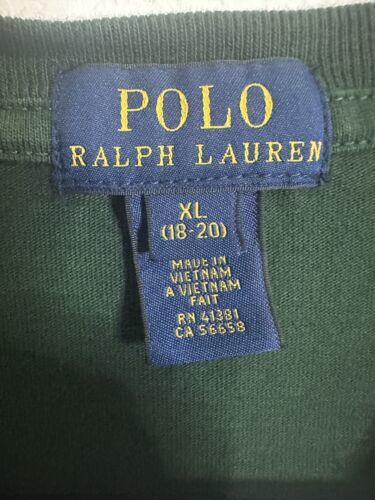 POLO
RALPH LAUREN
XL
(18-20)
MADE IN
VIETNAM
A VIETNAM
FAIT
RN 41381
CA 56658